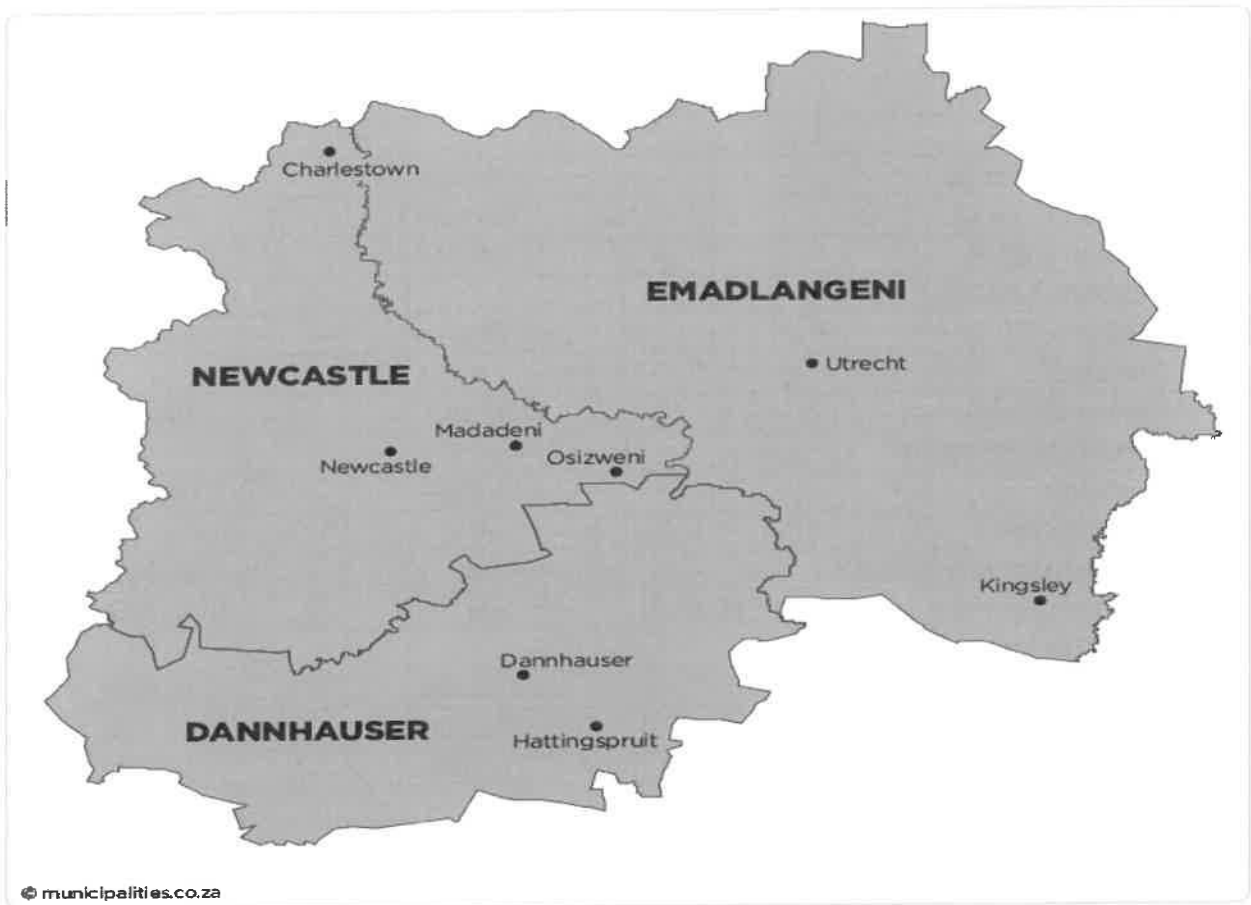 Charlestown
EMADLANGENI
Utrecht
NEWCASTLE
Madadeni
Newcastle
Osizweni
Kingsley
Dannhauser
DANNHAUSER
Hattingspruit
© municipalities.co.za